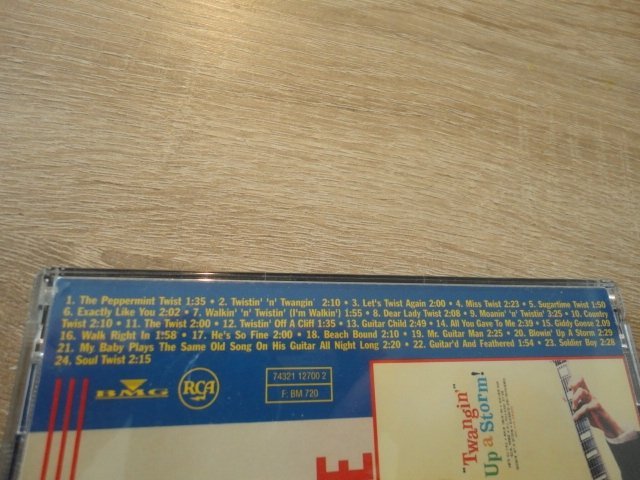 1. The Peppermint Twist 1:35 • 2. Twistin' 'n' Twangin' 2:10 • 3. Let's Twist Again 2:00 • 4. Miss Twist 2:23 • 5. Sugartime Twist 1:50
6. Exactly Like You 2:02 • 7. Walkin' 'n' Twistin' (I'm Walkin') 1:55 • 8. Dear Lady Twist 2:08 • 9. Moanin' 'n' Twistin' 3:25 • 10. Country
Twist 2:10 • 11. The Twist 2:00 • 12. Twistin' Off A Cliff 1:35 • 13. Guitar Child 2:49 • 14. All You Gave To Me 2:39 • 15. Giddy Goose 2.09
16. Walk Right In 1:58 • 17. He's So Fine 2:00 • 18. Beach Bound 2:10 • 19. Mr. Guitar Man 2:25 • 20. Blowin' Up A Storm 2:29
21. My Baby Plays The Same Old Song On His Guitar All Night Long 2:20 • 22. Guitar'd And Feathered 1:54 • 23. Soldier Boy 2:28
24. Soul Twist 2:15
BMG
RCA
74321 12700 2
F: BM 720
"Twangin'"
Up a Storm!
E